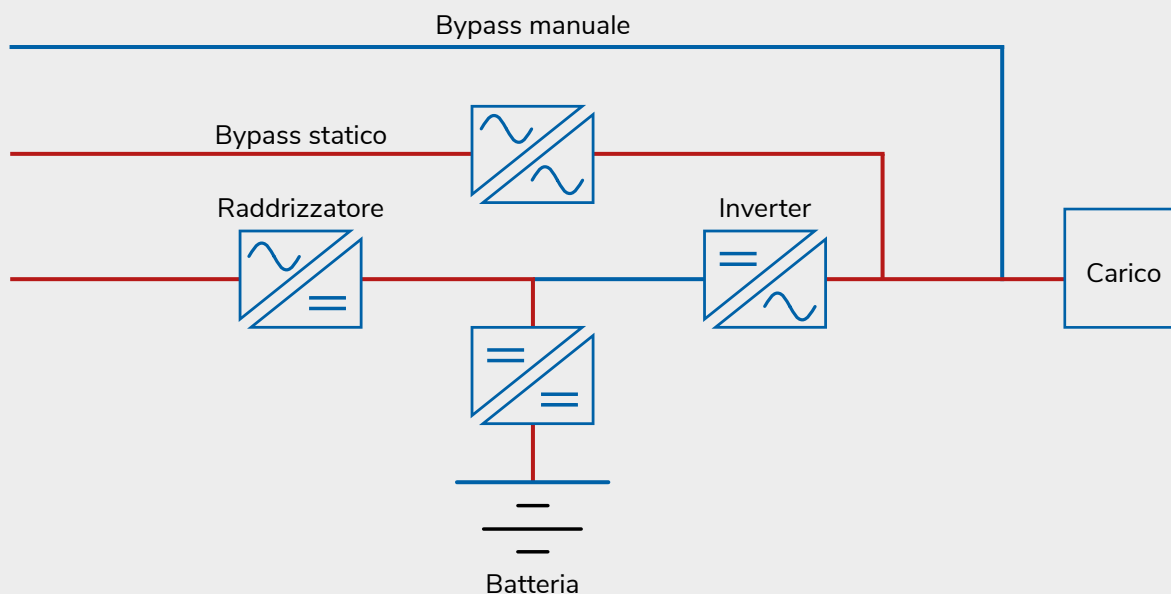 Bypass manuale
Bypass statico
Raddrizzatore
Inverter
Carico
Batteria